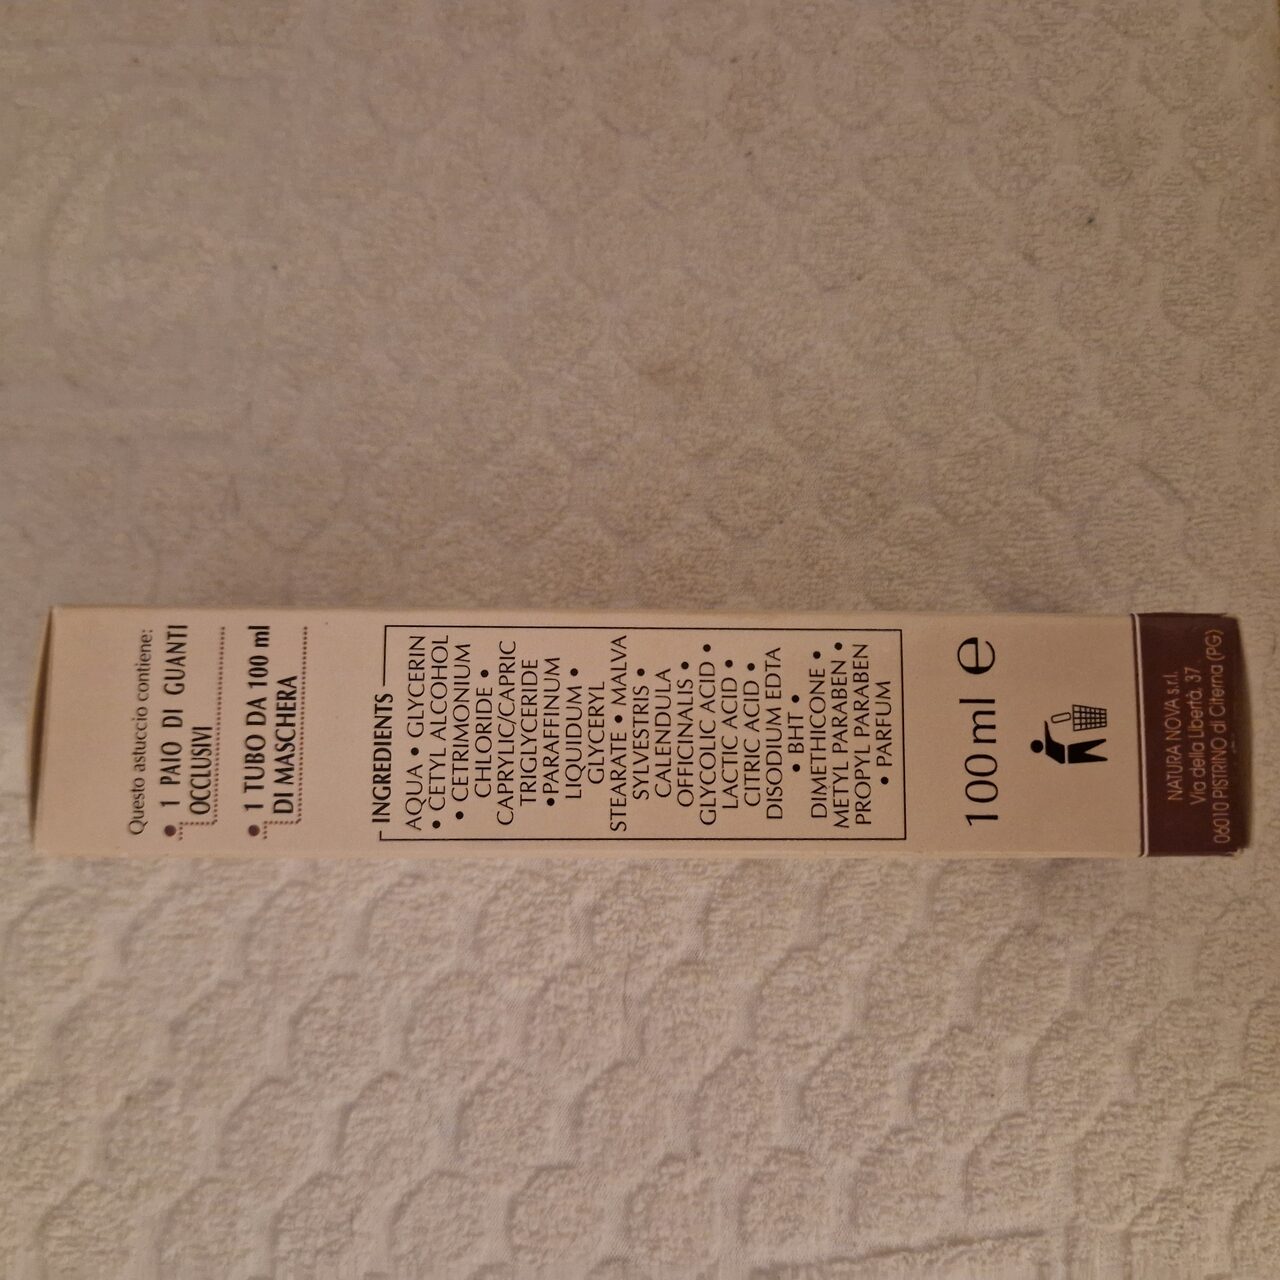 Questo astuccio contiene:
• 1 PAIO DI GUANTI
OCCLUSIVI
• 1 TUBO DA 100 ml
DI MASCHERA
INGREDIENTS
AQUA • GLYCERIN
• CETYL ALCOHOL
• CETRIMONIUM
CHLORIDE •
CAPRYLIC/CAPRIC
TRIGLYCERIDE
•PARAFFINUM
LIQUIDUM •
GLYCERYL
STEARATE • MALVA
SYLVESTRIS •
CALENDULA
OFFICINALIS •
GLYCOLIC ACID •
LACTIC ACID •
CITRIC ACID •
DISODIUM EDTA
• BHT •
DIMETHICONE •
METYL PARABEN •
PROPYL PARABEN
• PARFUM
100ml e
NATURA NOVA s.r.l.
Via della Libertà, 37
06010 PISTRINO di Citerna (PG)